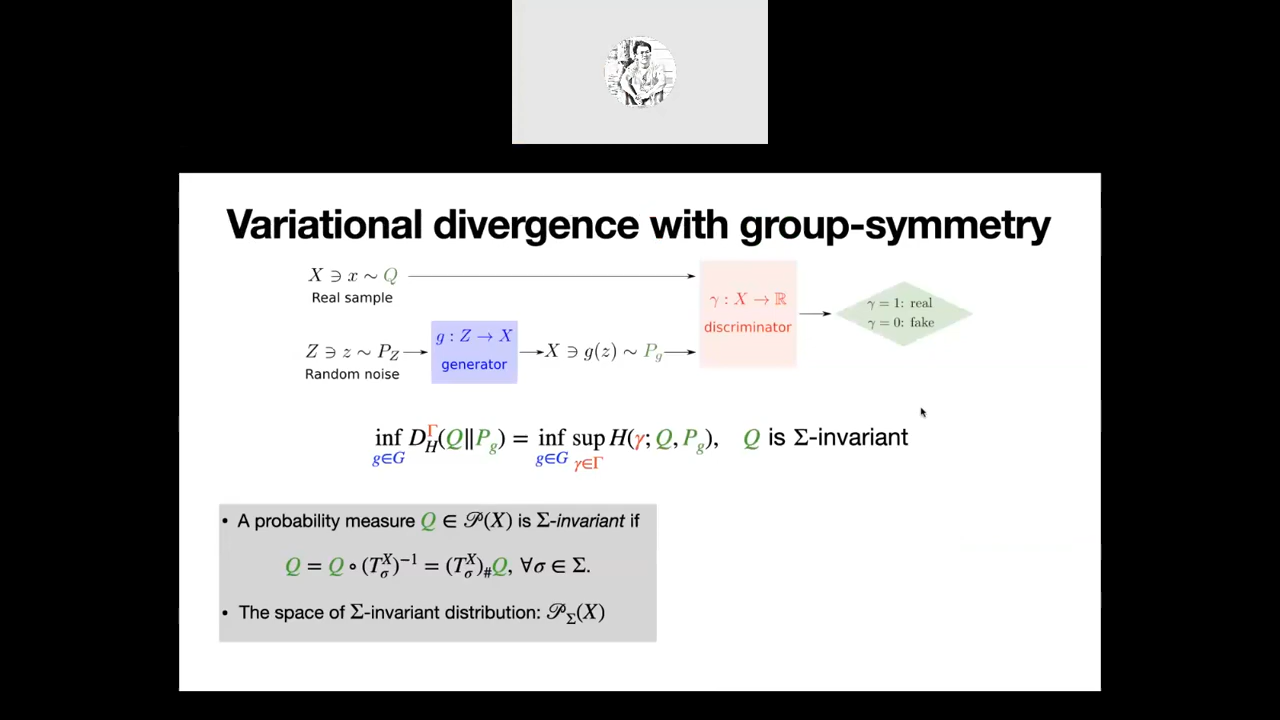 Variational divergence with group-symmetry
X ∋ x ∼ Q
Real sample
γ : X → ℝ
discriminator
γ = 1: real
γ = 0: fake
Z ∋ z ∼ P_Z
Random noise
g : Z → X
generator
X ∋ g(z) ∼ P_g
inf_{g∈G} D_H^Γ(Q‖P_g) = inf_{g∈G} sup_{γ∈Γ} H(γ; Q, P_g), Q is Σ-invariant
• A probability measure Q ∈ 𝒫(X) is Σ-invariant if
Q = Q ∘ (T_σ^X)^{-1} = (T_σ^X)_# Q, ∀σ ∈ Σ.
• The space of Σ-invariant distribution: 𝒫_Σ(X)